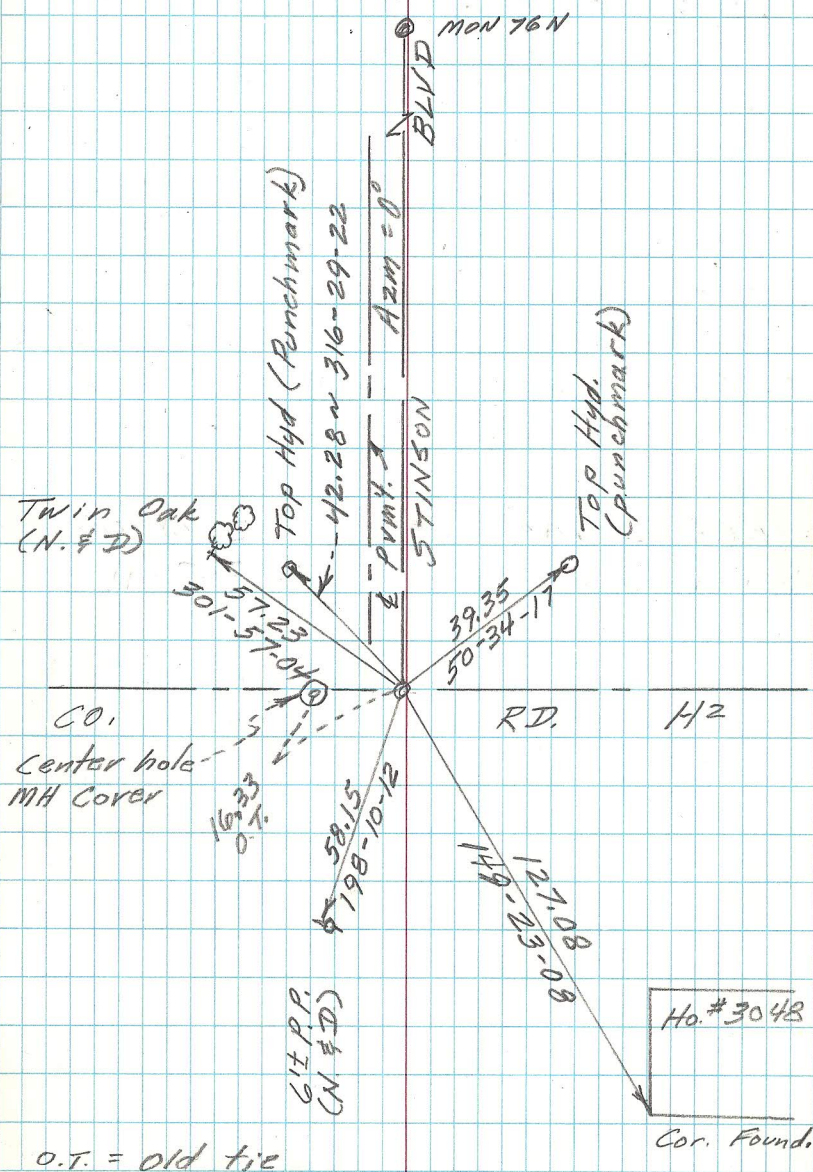 MON 76 N
BLVD
Azm = 0°
Top Hyd (Punchmark)
42.28 ~ 316-29-22
℄ Pvmt.
STINSON
Top Hyd.
(punchmark)
Twin Oak
(N. & D)
57.23
301-57-04
39.35
50-34-17
CO.
RD.
H2
Center hole
MH Cover
16.33
O.T.
58.15
198-10-12
121.08
149-23-08
6"± P.P.
(N. & D)
Ho. #3048
Cor. Found.
O.T. = Old tie